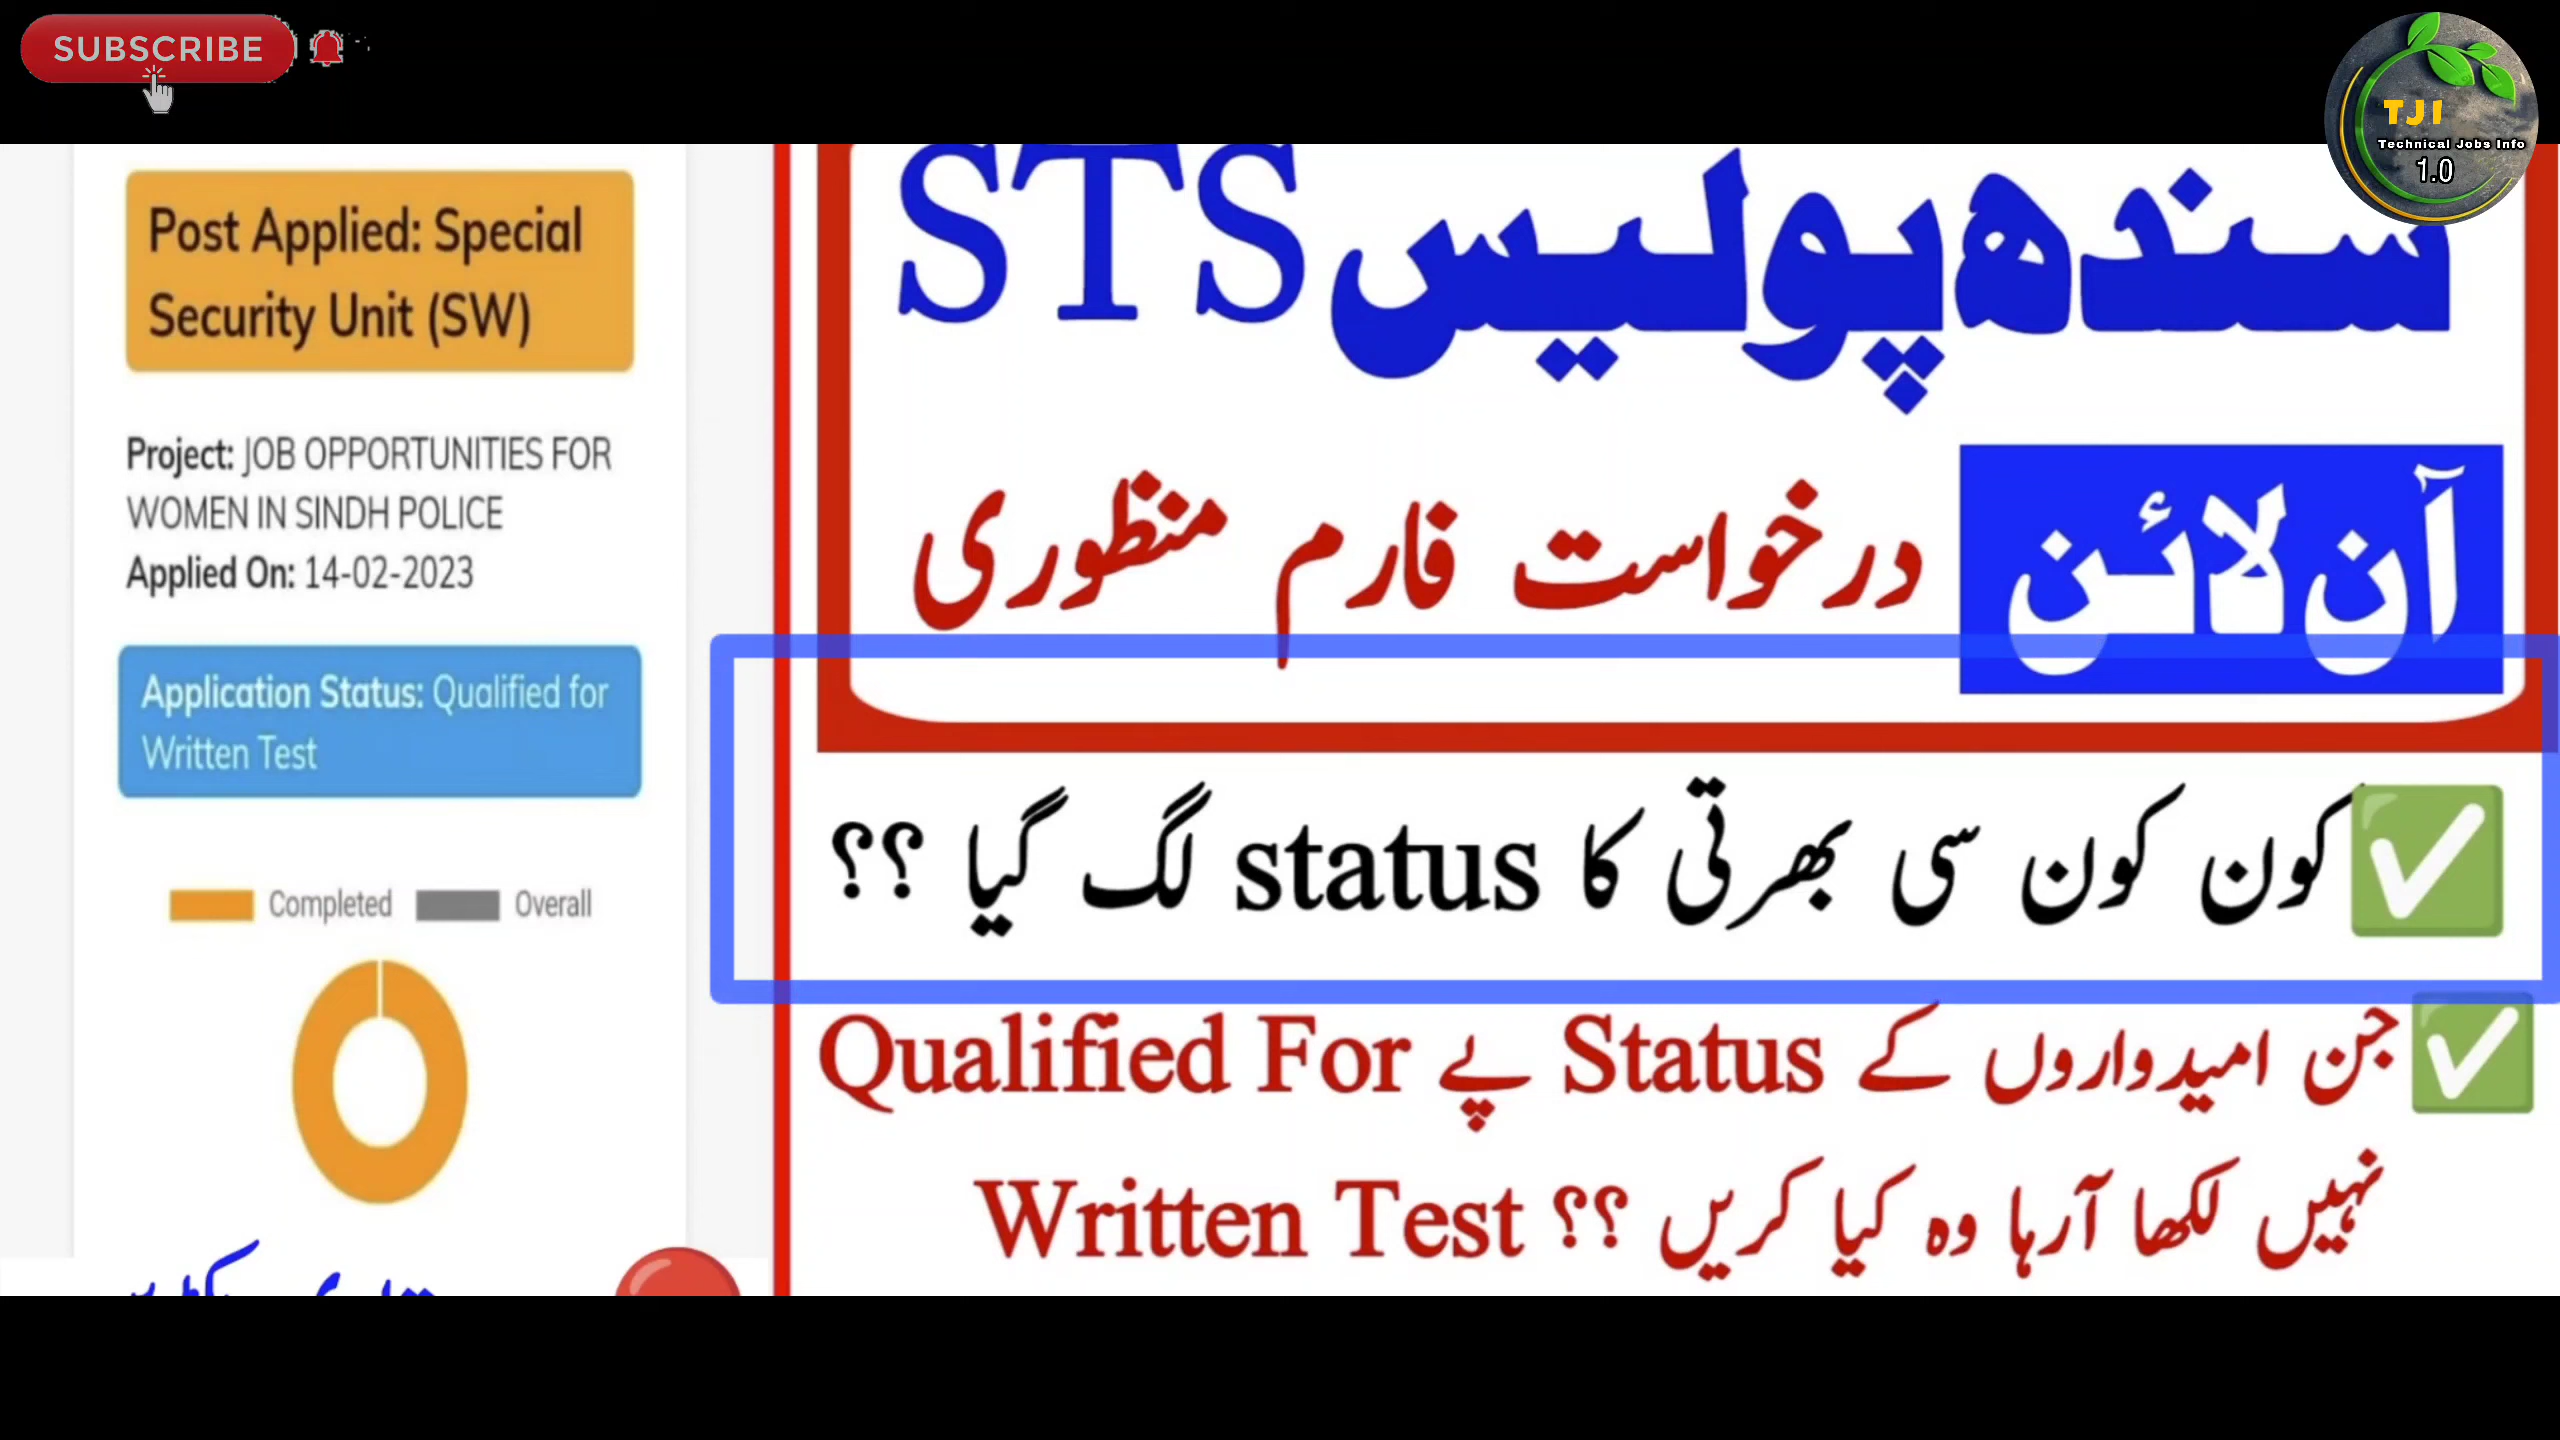 SUBSCRIBE
TJI
Technical Jobs Info
1.0
Post Applied: Special
Security Unit (SW)
Project: JOB OPPORTUNITIES FOR
WOMEN IN SINDH POLICE
Applied On: 14-02-2023
Application Status: Qualified for
Written Test
Completed
Overall
سندھ پولیس STS
آن لائن درخواست فارم منظوری
✅کون کون سی بھرتی کا status لگ گیا ؟؟
✅جن امیدواروں کے Status پے Qualified For
Written Test نہیں لکھا آرہا وہ کیا کریں ؟؟